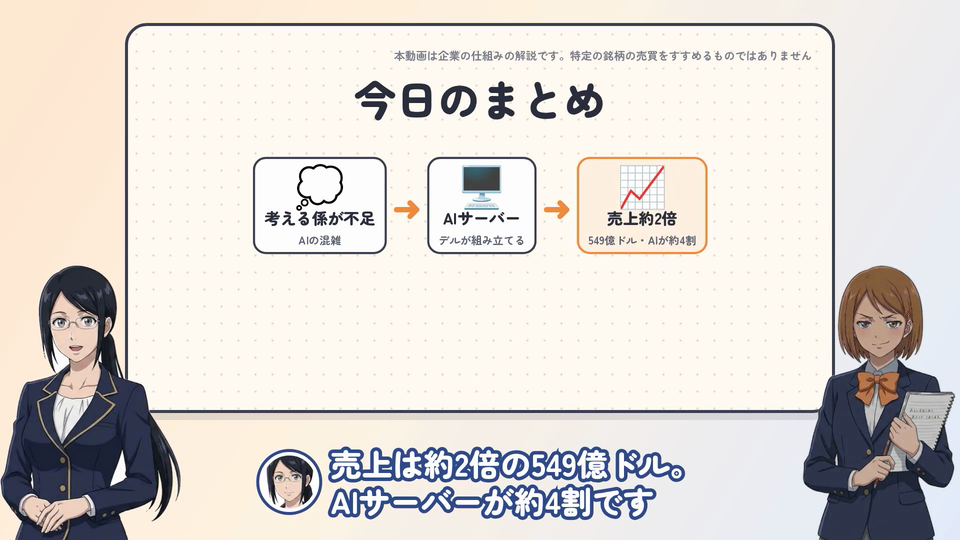 本動画は企業の仕組みの解説です。特定の銘柄の売買をすすめるものではありません
今日のまとめ
考える係が不足
AIの混雑
AIサーバー
デルが組み立てる
売上約2倍
549億ドル・AIが約4割
売上は約2倍の549億ドル。
AIサーバーが約4割です